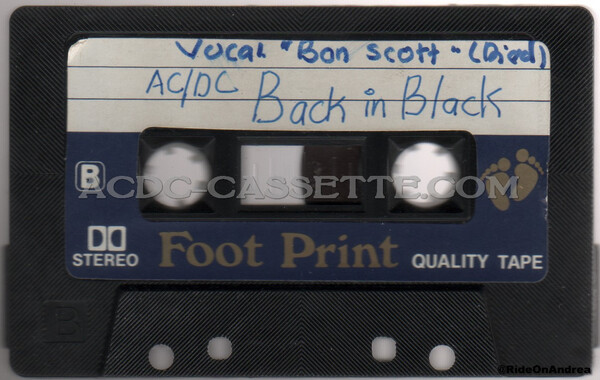 Vocal "Bon Scott" (Died)
AC/DC Back in Black
B
ACDC-CASSETTE.COM
STEREO Foot Print QUALITY TAPE
B
©RideOnAndrea